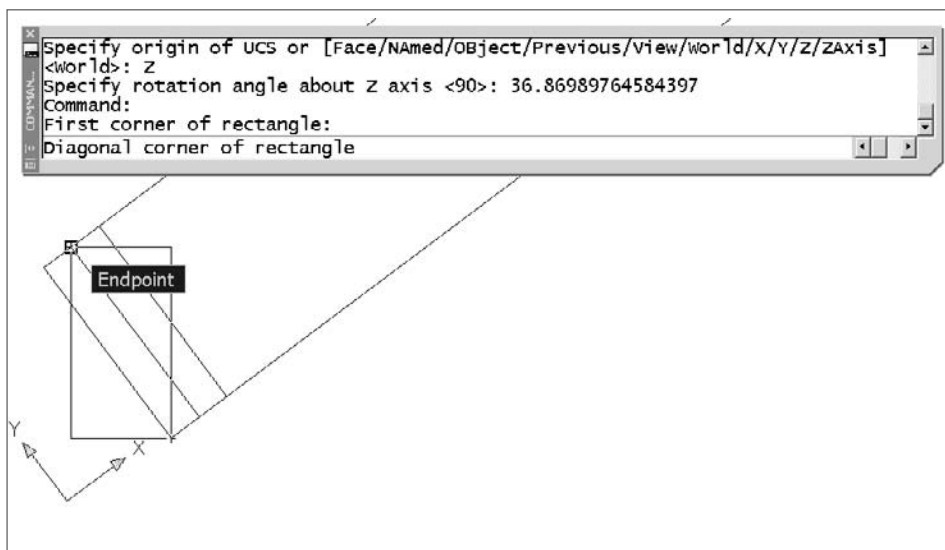 Specify origin of UCS or [Face/NAmed/OBject/Previous/View/World/X/Y/Z/ZAxis]
<World>: Z
Specify rotation angle about Z axis <90>: 36.86989764584397
Command:
First corner of rectangle:
Diagonal corner of rectangle
COMMAN...
Endpoint
Y
X